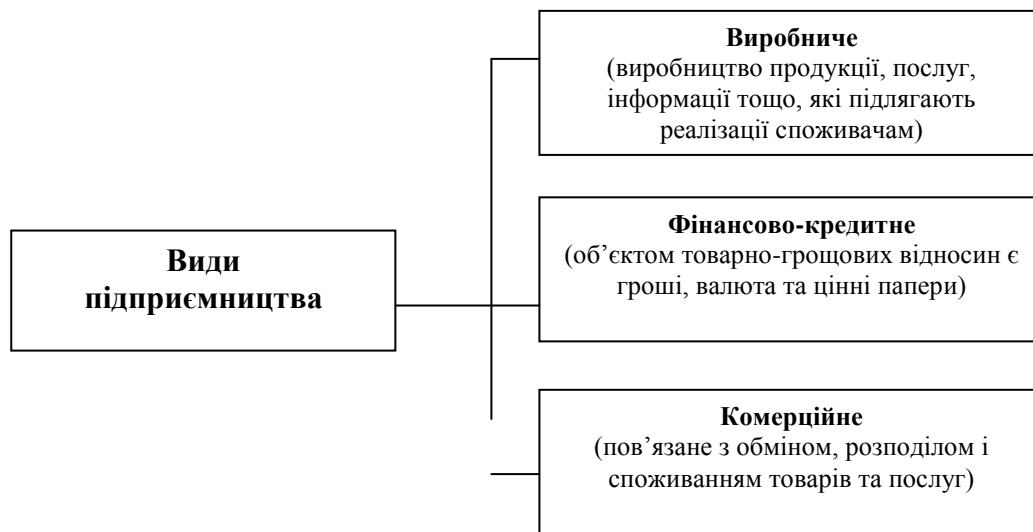 Виробниче
(виробництво продукції, послуг,
інформації тощо, які підлягають
реалізації споживачам)
Види
підприємництва
Фінансово-кредитне
(об’єктом товарно-грощових відносин є
гроші, валюта та цінні папери)
Комерційне
(пов’язане з обміном, розподілом і
споживанням товарів та послуг)